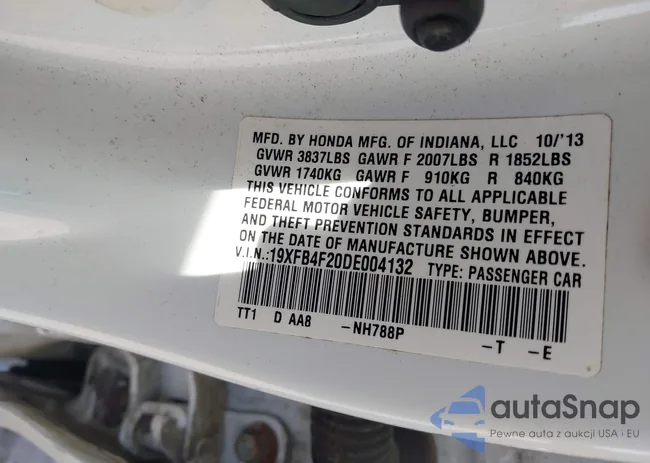 MFD. BY HONDA MFG. OF INDIANA, LLC 10/'13
GVWR 3837LBS GAWR F 2007LBS R 1852LBS
GVWR 1740KG GAWR F 910KG R 840KG
THIS VEHICLE CONFORMS TO ALL APPLICABLE
FEDERAL MOTOR VEHICLE SAFETY, BUMPER,
AND THEFT PREVENTION STANDARDS IN EFFECT
ON THE DATE OF MANUFACTURE SHOWN ABOVE.
V.I.N.:19XFB4F20DE004132 TYPE: PASSENGER CAR
TT1 D AA8 -NH788P -T -E
autaSnap
Pewne auta z aukcji USA i EU